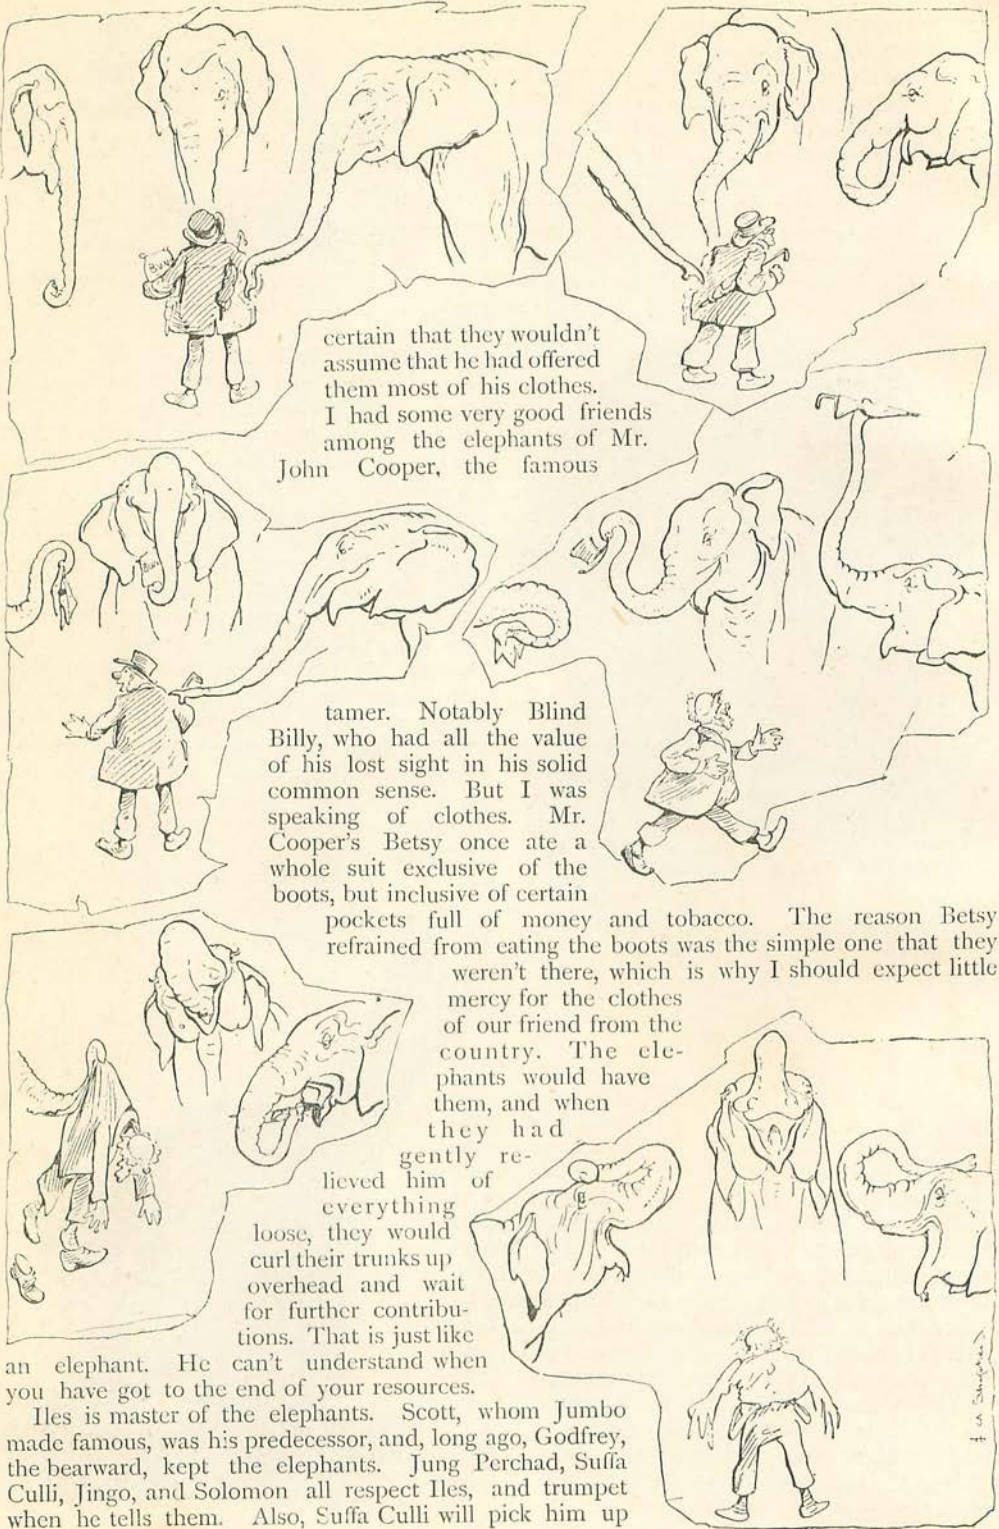 BUNS
certain that they wouldn't
assume that he had offered
them most of his clothes.
I had some very good friends
among the elephants of Mr.
John Cooper, the famous
tamer. Notably Blind
Billy, who had all the value
of his lost sight in his solid
common sense. But I was
speaking of clothes. Mr.
Cooper's Betsy once ate a
whole suit exclusive of the
boots, but inclusive of certain
pockets full of money and tobacco. The reason Betsy
refrained from eating the boots was the simple one that they
weren't there, which is why I should expect little
mercy for the clothes
of our friend from the
country. The ele-
phants would have
them, and when
they had
gently re-
lieved him of
everything
loose, they would
curl their trunks up
overhead and wait
for further contribu-
tions. That is just like
an elephant. He can't understand when
you have got to the end of your resources.
Iles is master of the elephants. Scott, whom Jumbo
made famous, was his predecessor, and, long ago, Godfrey,
the bearward, kept the elephants. Jung Perchad, Suffa
Culli, Jingo, and Solomon all respect Iles, and trumpet
when he tells them. Also, Suffa Culli will pick him up